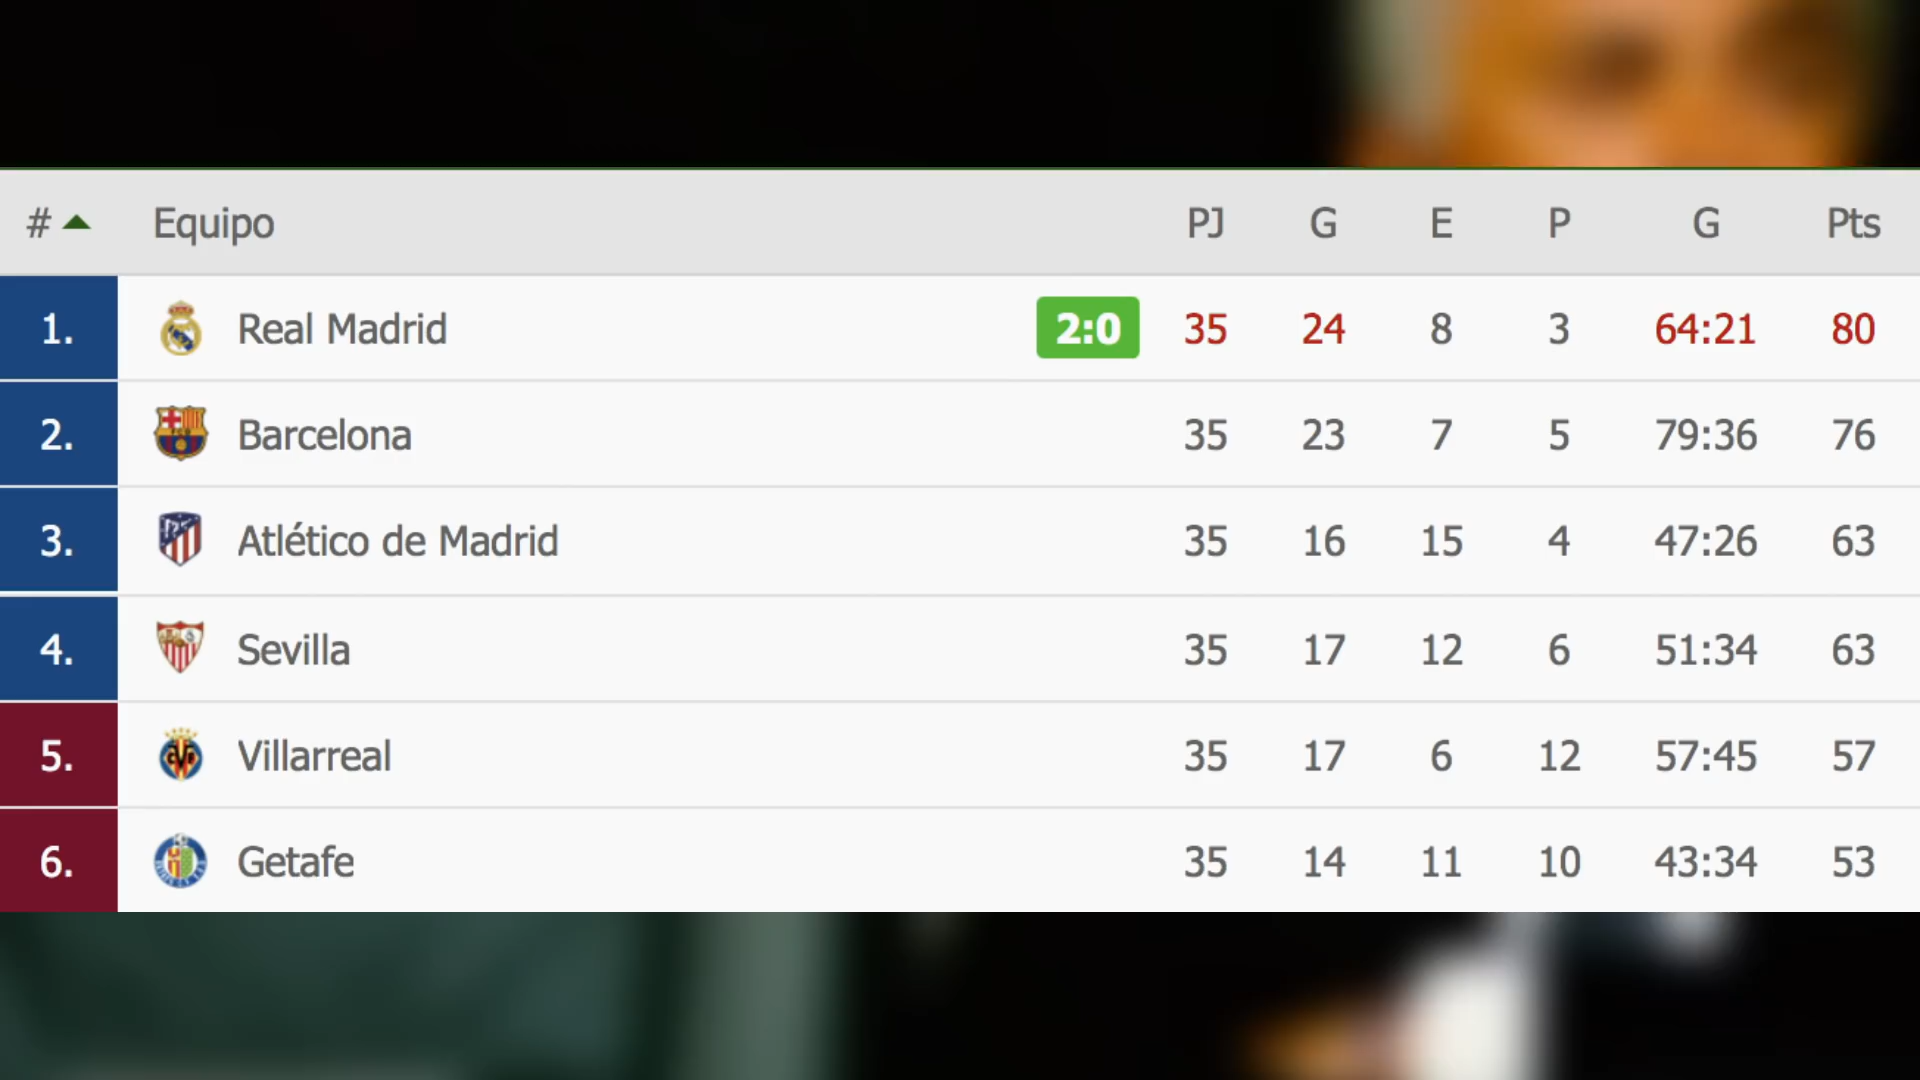 # Equipo PJ G E P G Pts
1. Real Madrid 2:0 35 24 8 3 64:21 80
2. Barcelona 35 23 7 5 79:36 76
3. Atlético de Madrid 35 16 15 4 47:26 63
4. Sevilla 35 17 12 6 51:34 63
5. Villarreal 35 17 6 12 57:45 57
6. Getafe 35 14 11 10 43:34 53